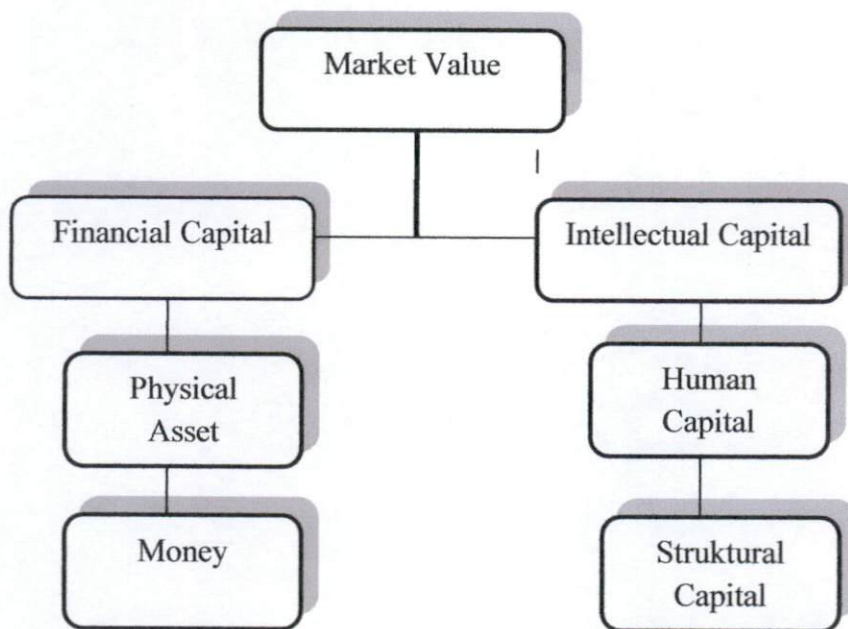 Market Value
Financial Capital
Intellectual Capital
Physical
Asset
Human
Capital
Money
Struktural
Capital